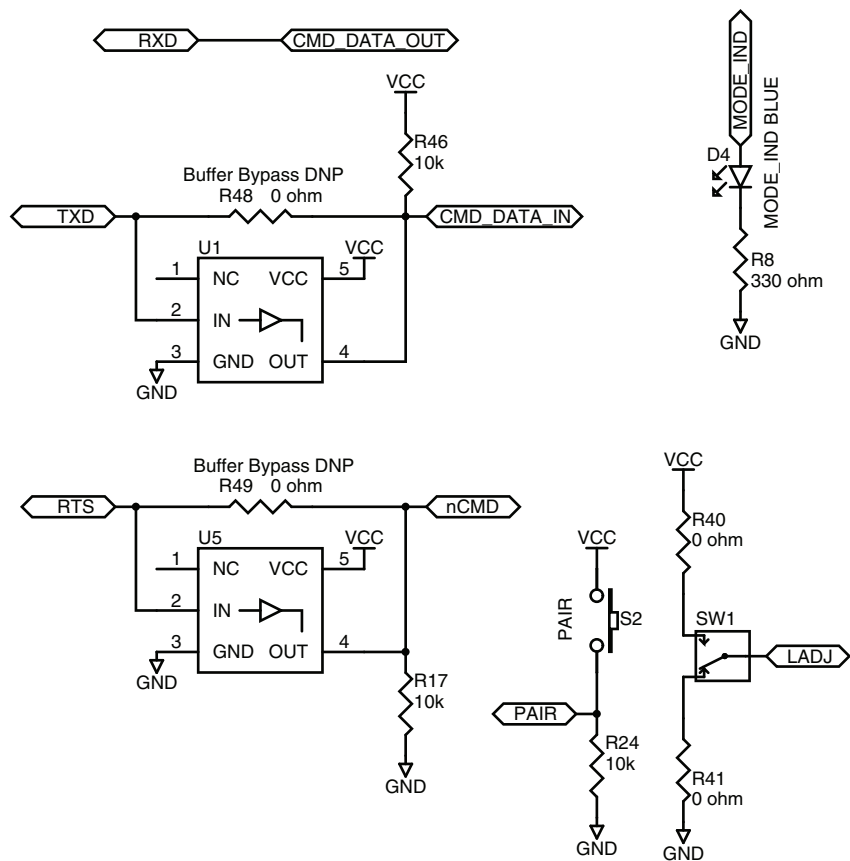 RXD
CMD_DATA_OUT
VCC
R46
10k
Buffer Bypass DNP
R48 0 ohm
TXD
CMD_DATA_IN
U1
VCC
1
NC
VCC
5
2
IN
3
GND
OUT
4
GND
MODE_IND
MODE_IND BLUE
D4
R8
330 ohm
GND
Buffer Bypass DNP
R49 0 ohm
RTS
nCMD
U5
VCC
1
NC
VCC
5
2
IN
3
GND
OUT
4
GND
R17
10k
GND
VCC
PAIR
S2
PAIR
R24
10k
GND
VCC
R40
0 ohm
SW1
LADJ
R41
0 ohm
GND